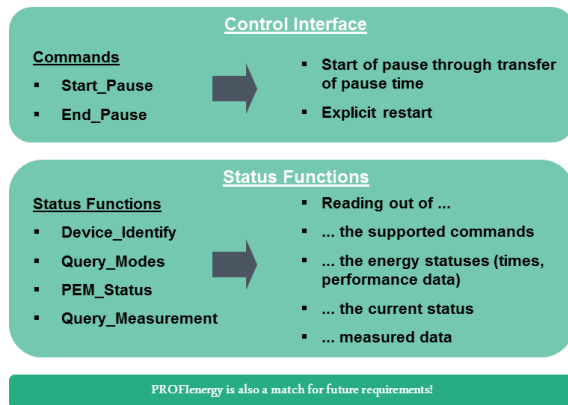 Control Interface
Commands
▪ Start_Pause
▪ End_Pause
▪ Start of pause through transfer
of pause time
▪ Explicit restart
Status Functions
Status Functions
▪ Device_Identify
▪ Query_Modes
▪ PEM_Status
▪ Query_Measurement
▪ Reading out of ...
▪ ... the supported commands
▪ ... the energy statuses (times,
performance data)
▪ ... the current status
▪ ... measured data
PROFIenergy is also a match for future requirements!